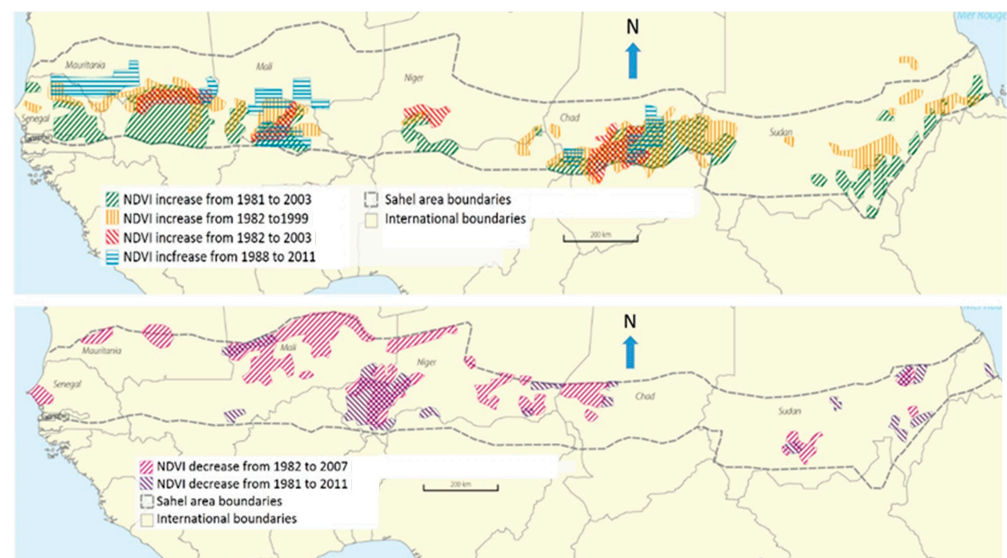 Mer Rouge
N
Mauritania
Mali
Niger
Senegal
Chad
Sudan
NDVI increase from 1981 to 2003
NDVI increase from 1982 to1999
NDVI increase from 1982 to 2003
NDVI incfrease from 1988 to 2011
Sahel area boundaries
International boundaries
200 km
N
Mauritania
Mali
Niger
Senegal
Chad
Sudan
NDVI decrease from 1982 to 2007
NDVI decrease from 1981 to 2011
Sahel area boundaries
International boundaries
200 km